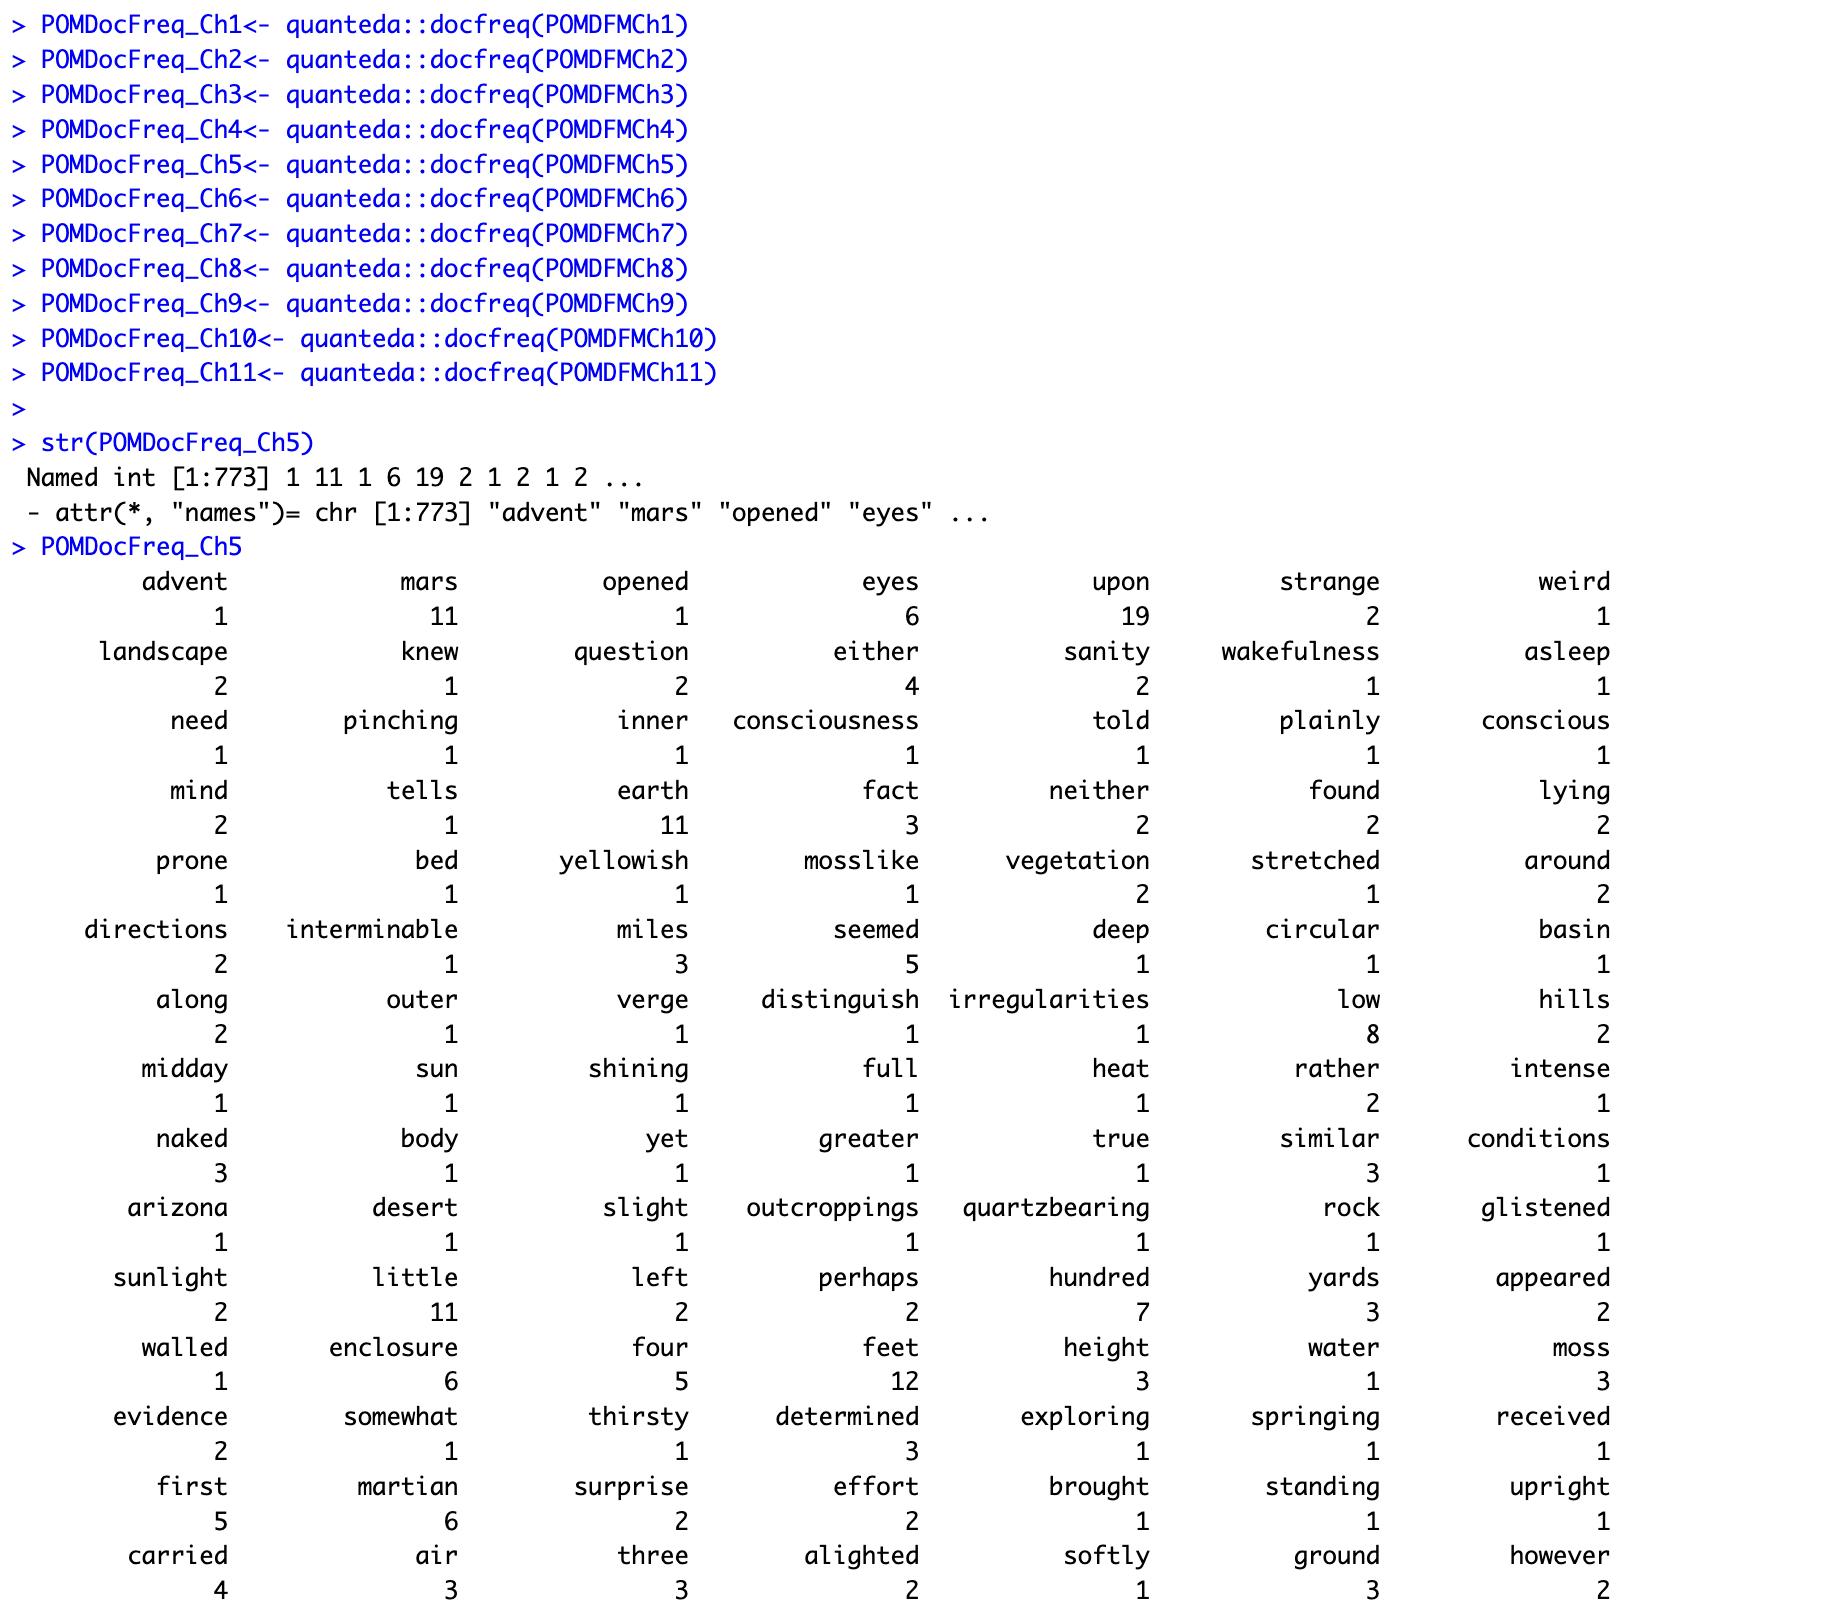 > POMDocFreq_Ch1<- quanteda::docfreq(POMDFMCh1)
> POMDocFreq_Ch2<- quanteda::docfreq(POMDFMCh2)
> POMDocFreq_Ch3<- quanteda::docfreq(POMDFMCh3)
> POMDocFreq_Ch4<- quanteda::docfreq(POMDFMCh4)
> POMDocFreq_Ch5<- quanteda::docfreq(POMDFMCh5)
> POMDocFreq_Ch6<- quanteda::docfreq(POMDFMCh6)
> POMDocFreq_Ch7<- quanteda::docfreq(POMDFMCh7)
> POMDocFreq_Ch8<- quanteda::docfreq(POMDFMCh8)
> POMDocFreq_Ch9<- quanteda::docfreq(POMDFMCh9)
> POMDocFreq_Ch10<- quanteda::docfreq(POMDFMCh10)
> POMDocFreq_Ch11<- quanteda::docfreq(POMDFMCh11)
>
> str(POMDocFreq_Ch5)
 Named int [1:773] 1 11 1 6 19 2 1 2 1 2 ...
 - attr(*, "names")= chr [1:773] "advent" "mars" "opened" "eyes" ...
> POMDocFreq_Ch5
advent mars opened eyes upon strange weird
1 11 1 6 19 2 1
landscape knew question either sanity wakefulness asleep
2 1 2 4 2 1 1
need pinching inner consciousness told plainly conscious
1 1 1 1 1 1 1
mind tells earth fact neither found lying
2 1 11 3 2 2 2
prone bed yellowish mosslike vegetation stretched around
1 1 1 1 2 1 2
directions interminable miles seemed deep circular basin
2 1 3 5 1 1 1
along outer verge distinguish irregularities low hills
2 1 1 1 1 8 2
midday sun shining full heat rather intense
1 1 1 1 1 2 1
naked body yet greater true similar conditions
3 1 1 1 1 3 1
arizona desert slight outcroppings quartzbearing rock glistened
1 1 1 1 1 1 1
sunlight little left perhaps hundred yards appeared
2 11 2 2 7 3 2
walled enclosure four feet height water moss
1 6 5 12 3 1 3
evidence somewhat thirsty determined exploring springing received
2 1 1 3 1 1 1
first martian surprise effort brought standing upright
5 6 2 2 1 1 1
carried air three alighted softly ground however
4 3 3 2 1 3 2